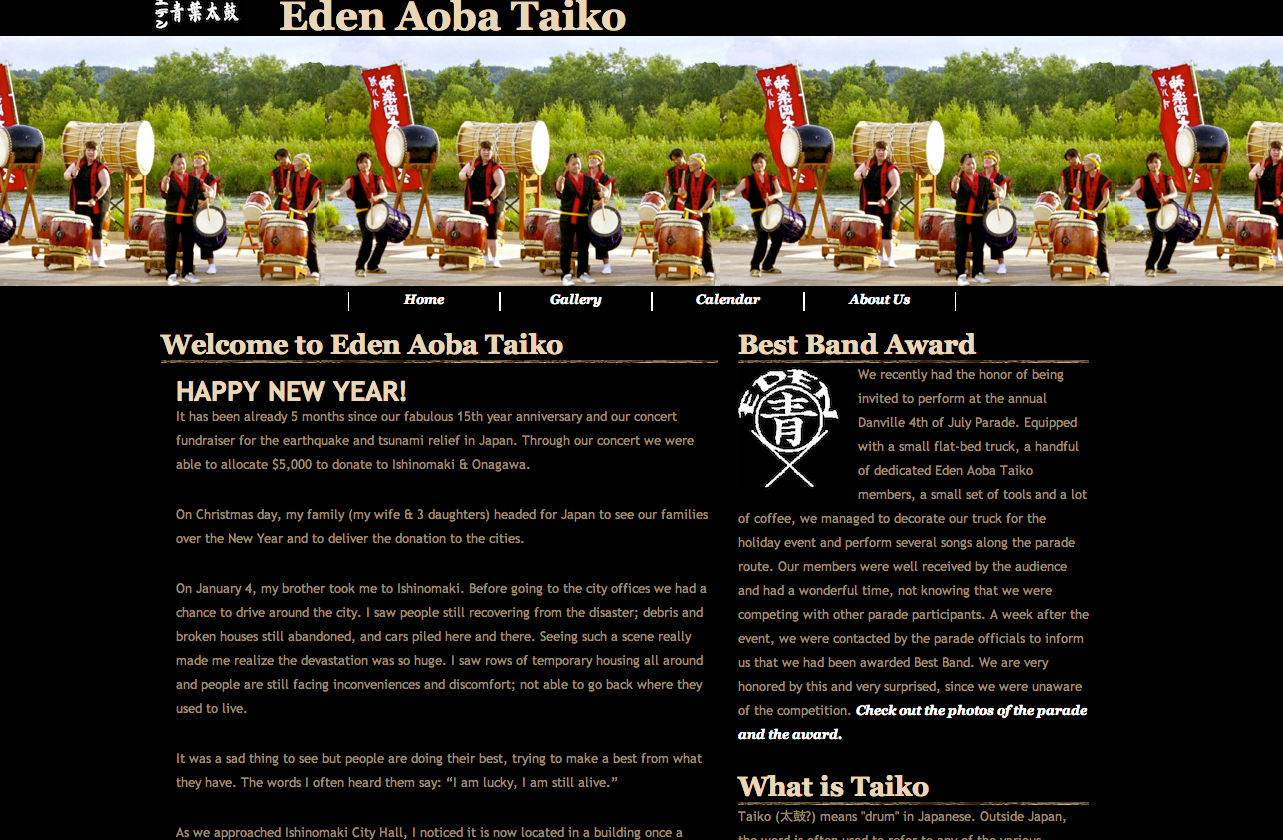 エデン
青葉太鼓
Eden Aoba Taiko
Home
Gallery
Calendar
About Us
Welcome to Eden Aoba Taiko
HAPPY NEW YEAR!
It has been already 5 months since our fabulous 15th year anniversary and our concert
fundraiser for the earthquake and tsunami relief in Japan. Through our concert we were
able to allocate $5,000 to donate to Ishinomaki & Onagawa.
On Christmas day, my family (my wife & 3 daughters) headed for Japan to see our families
over the New Year and to deliver the donation to the cities.
On January 4, my brother took me to Ishinomaki. Before going to the city offices we had a
chance to drive around the city. I saw people still recovering from the disaster; debris and
broken houses still abandoned, and cars piled here and there. Seeing such a scene really
made me realize the devastation was so huge. I saw rows of temporary housing all around
and people are still facing inconveniences and discomfort; not able to go back where they
used to live.
It was a sad thing to see but people are doing their best, trying to make a best from what
they have. The words I often heard them say: “I am lucky, I am still alive.”
As we approached Ishinomaki City Hall, I noticed it is now located in a building once a
Best Band Award
EDEN
青
We recently had the honor of being
invited to perform at the annual
Danville 4th of July Parade. Equipped
with a small flat-bed truck, a handful
of dedicated Eden Aoba Taiko
members, a small set of tools and a lot
of coffee, we managed to decorate our truck for the
holiday event and perform several songs along the parade
route. Our members were well received by the audience
and had a wonderful time, not knowing that we were
competing with other parade participants. A week after the
event, we were contacted by the parade officials to inform
us that we had been awarded Best Band. We are very
honored by this and very surprised, since we were unaware
of the competition. Check out the photos of the parade
and the award.
What is Taiko
Taiko (太鼓?) means "drum" in Japanese. Outside Japan,
the word is often used to refer to any of the various